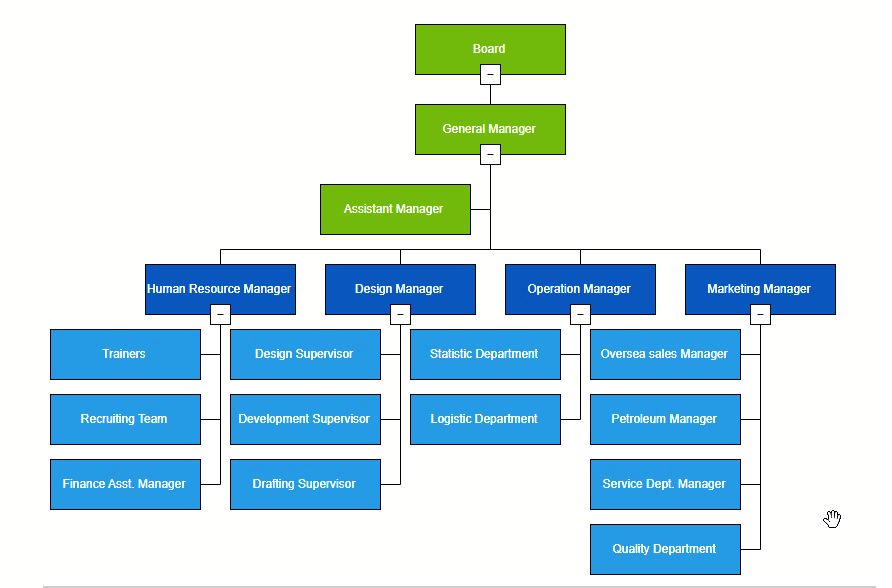 Board
General Manager
Assistant Manager
Human Resource Manager
Design Manager
Operation Manager
Marketing Manager
Trainers
Design Supervisor
Statistic Department
Oversea sales Manager
Recruiting Team
Development Supervisor
Logistic Department
Petroleum Manager
Finance Asst. Manager
Drafting Supervisor
Service Dept. Manager
Quality Department